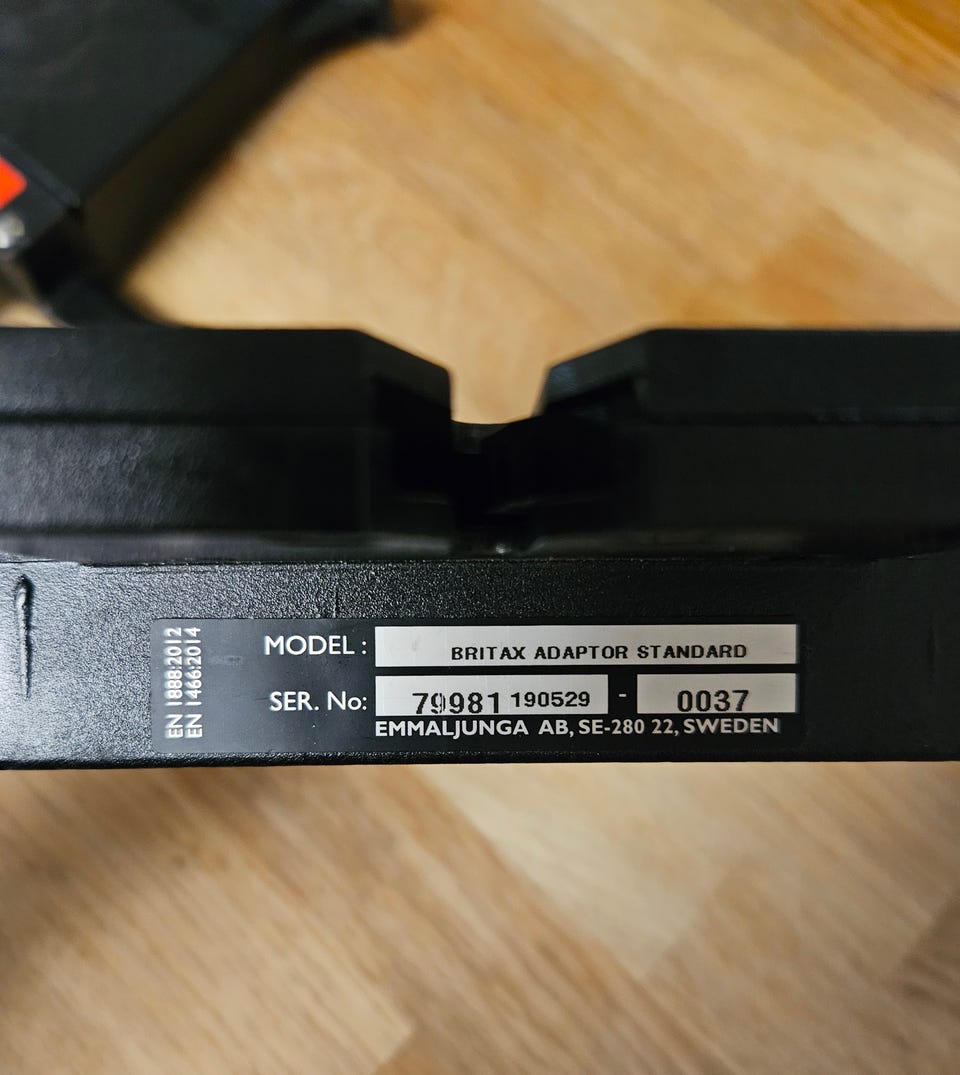 EN 1888:2012
EN 1466:2014
MODEL : BRITAX ADAPTOR STANDARD
SER. No: 79981 190529 - 0037
EMMALJUNGA AB, SE-280 22, SWEDEN